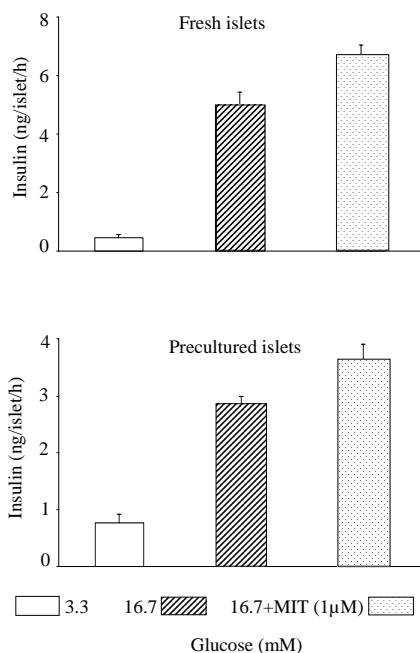 Fresh islets
8
6
4
2
0
Insulin (ng/islet/h)
Precultured islets
4
3
2
1
0
Insulin (ng/islet/h)
3.3 16.7 16.7+MIT (1µM)
Glucose (mM)